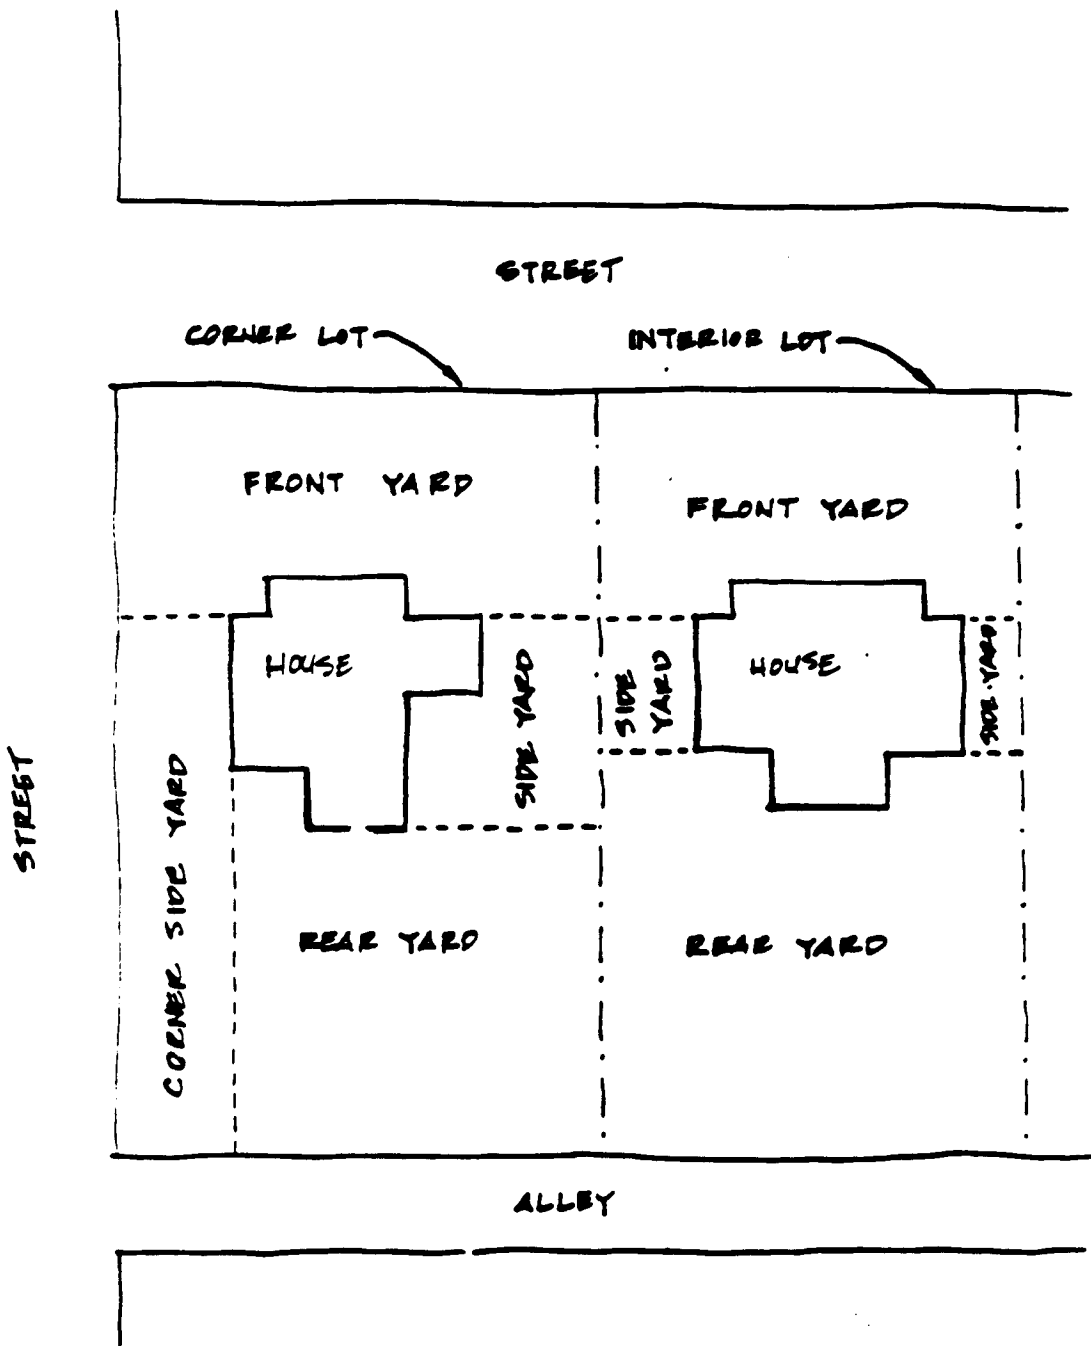 STREET
CORNER LOT
INTERIOR LOT
FRONT YARD
FRONT YARD
HOUSE
SIDE YARD
SIDE
YARD
HOUSE
SIDE YARD
STREET
CORNER SIDE YARD
REAR YARD
REAR YARD
ALLEY